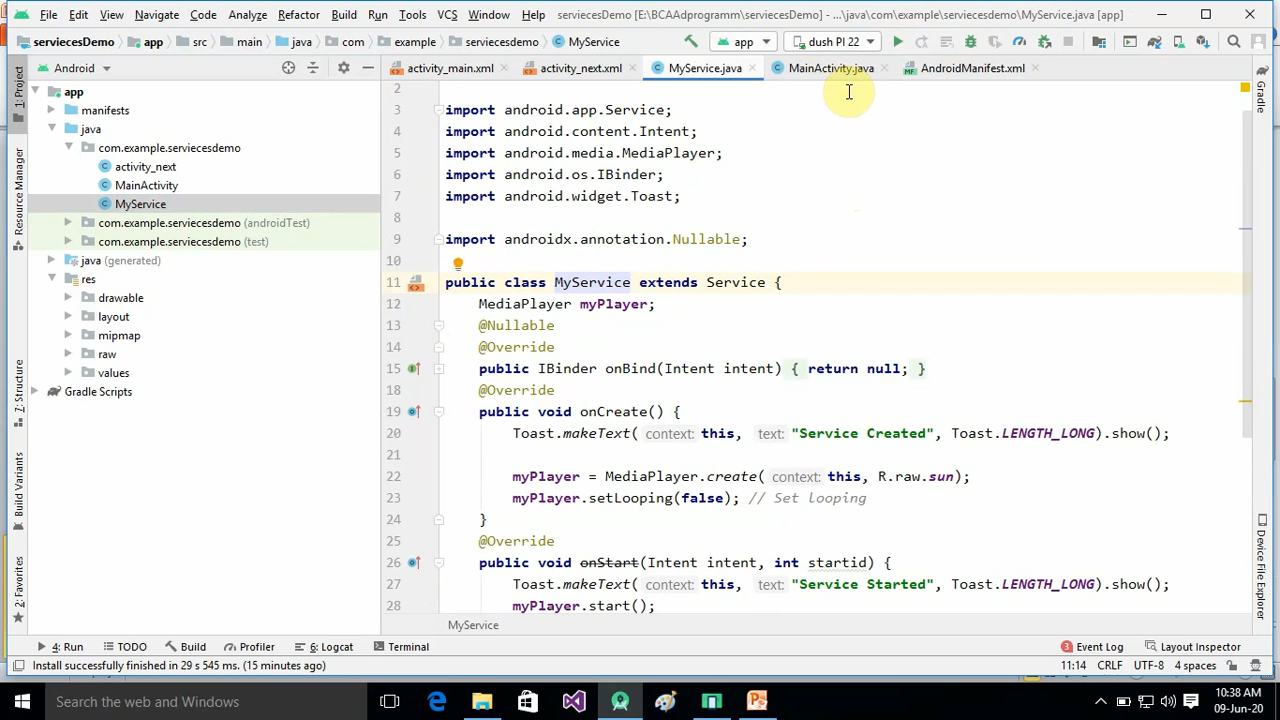 File Edit View Navigate Code Analyze Refactor Build Run Tools VCS Window Help serviecesDemo [E:\BCAAdprogramm\serviecesDemo] - ...\java\com\example\serviecesdemo\MyService.java [app]
serviecesDemo app src main java com example serviecesdemo MyService app dush PI 22
Android activity_main.xml activity_next.xml MyService.java MainActivity.java AndroidManifest.xml
1: Project
Resource Manager
7: Structure
Build Variants
2: Favorites
app
manifests
java
com.example.serviecesdemo
activity_next
MainActivity
MyService
com.example.serviecesdemo (androidTest)
com.example.serviecesdemo (test)
java (generated)
res
drawable
layout
mipmap
raw
values
Gradle Scripts
2
3 import android.app.Service;
4 import android.content.Intent;
5 import android.media.MediaPlayer;
6 import android.os.IBinder;
7 import android.widget.Toast;
8
9 import androidx.annotation.Nullable;
10
11 public class MyService extends Service {
12 MediaPlayer myPlayer;
13 @Nullable
14 @Override
15 public IBinder onBind(Intent intent) { return null; }
18 @Override
19 public void onCreate() {
20 Toast.makeText( context: this, text: "Service Created", Toast.LENGTH_LONG).show();
21
22 myPlayer = MediaPlayer.create( context: this, R.raw.sun);
23 myPlayer.setLooping(false); // Set looping
24 }
25 @Override
26 public void onStart(Intent intent, int startid) {
27 Toast.makeText( context: this, text: "Service Started", Toast.LENGTH_LONG).show();
28 myPlayer.start();
MyService
Gradle
Device File Explorer
4: Run TODO Build Profiler 6: Logcat Terminal 3 Event Log Layout Inspector
Install successfully finished in 29 s 545 ms. (15 minutes ago) 11:14 CRLF UTF-8 4 spaces
Search the web and Windows
10:38 AM
09-Jun-20